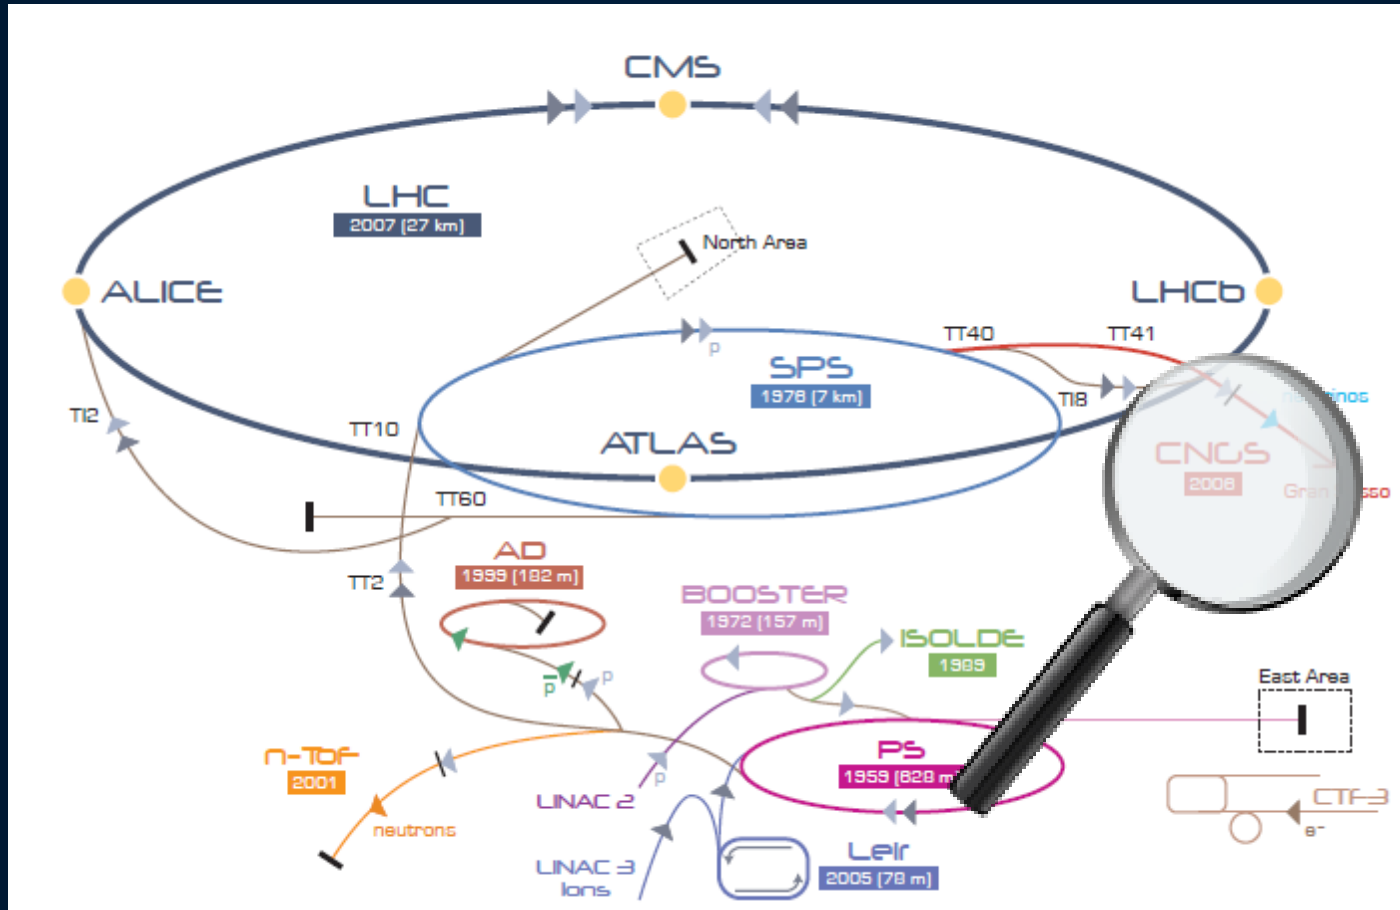 CMS
LHC
2007 (27 km)
North Area
ALICE
LHCb
TT40
TT41
p
SPS
1976 (7 km)
TI2
TI8
TT10
ATLAS
CNGS
2006
TT60
AD
1999 (182 m)
TT2
BOOSTER
1972 (157 m)
ISOLDE
1989
p
p
East Area
n-ToF
2001
PS
1959 (628 m
p
LINAC 2
CTF3
neutrons
e-
LINAC 3
Ions
Leir
2005 (78 m)